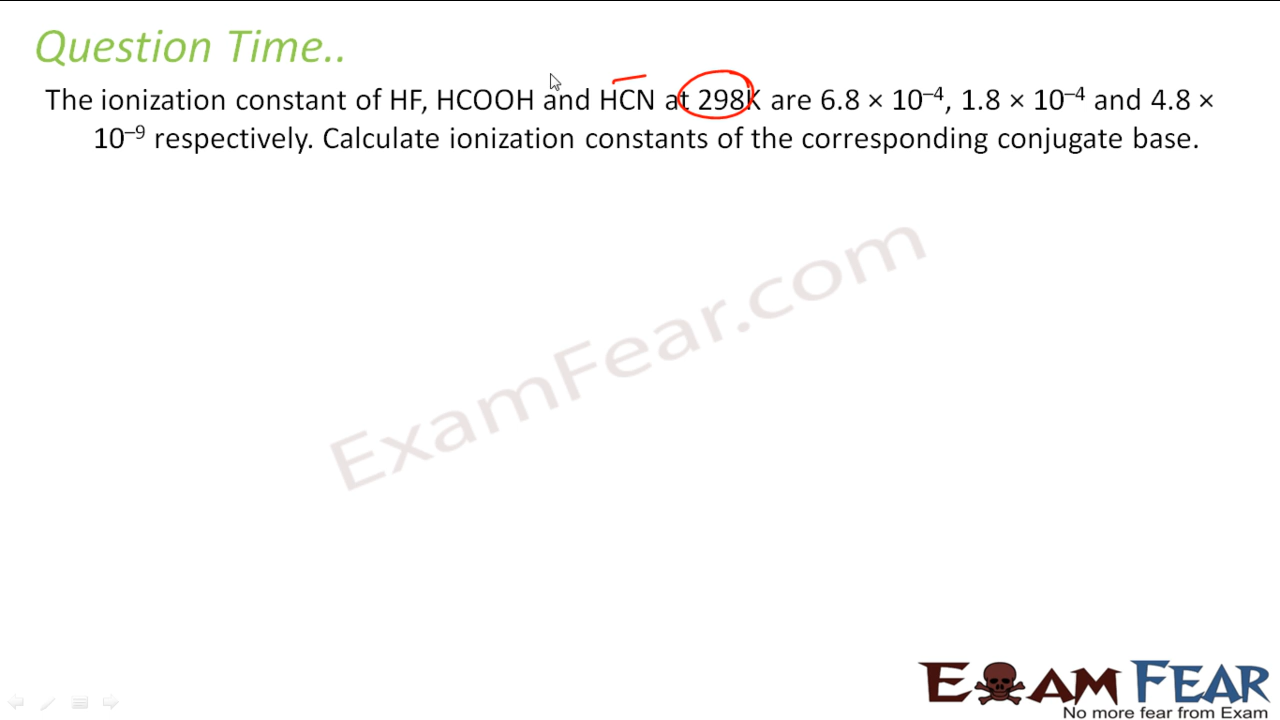 Question Time..
The ionization constant of HF, HCOOH and HCN at 298K are 6.8 × 10⁻⁴, 1.8 × 10⁻⁴ and 4.8 ×
10⁻⁹ respectively. Calculate ionization constants of the corresponding conjugate base.
ExamFear.com
EXAM FEAR
No more fear from Exam